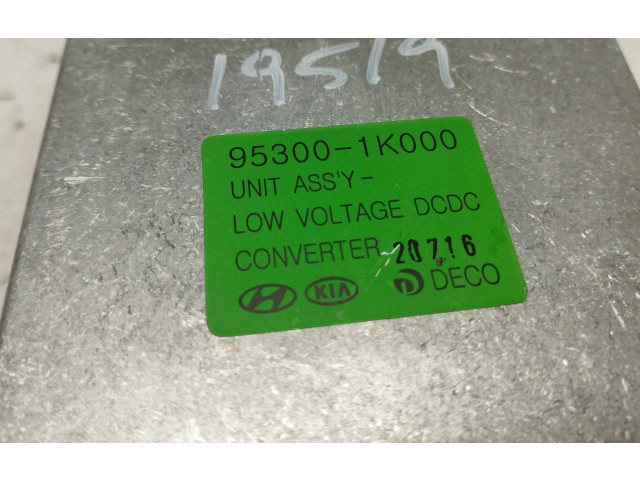 19519
95300-1K000
UNIT ASS'Y-
LOW VOLTAGE DCDC
CONVERTER 20716
KIA DECO